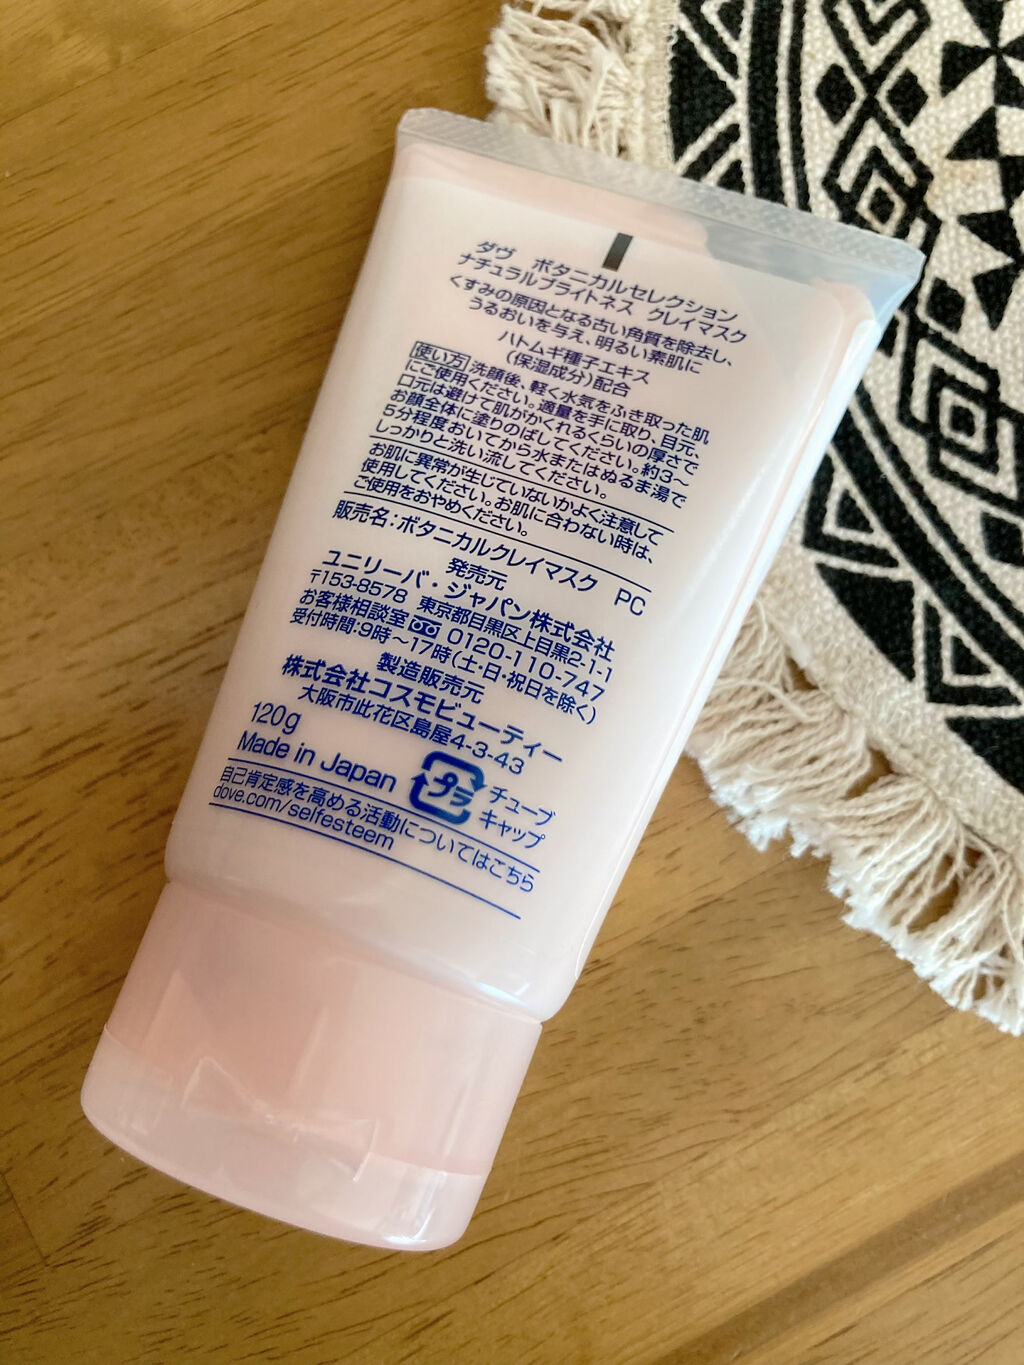 ダヴ ボタニカルセレクション
ナチュラルブライトネス クレイマスク
くすみの原因となる古い角質を除去し、
うるおいを与え、明るい素肌に
ハトムギ種子エキス
(保湿成分)配合
使い方 洗顔後、軽く水気をふき取った肌
にご使用ください。適量を手に取り、目元、
口元は避けて肌がかくれるくらいの厚さで
お顔全体に塗りのばしてください。約3〜
5分程度おいてから水またはぬるま湯で
しっかりと洗い流してください。
お肌に異常が生じていないかよく注意して
使用してください。お肌に合わない時は、
ご使用をおやめください。
販売名:ボタニカルクレイマスク PC
発売元
ユニリーバ・ジャパン株式会社
〒153-8578 東京都目黒区上目黒2-1-1
お客様相談室 0120-110-747
受付時間:9時〜17時(土・日・祝日を除く)
製造販売元
株式会社コスモビューティー
大阪市此花区島屋4-3-43
120g
Made in Japan
プラ
チューブ
キャップ
自己肯定感を高める活動についてはこちら
dove.com/selfesteem